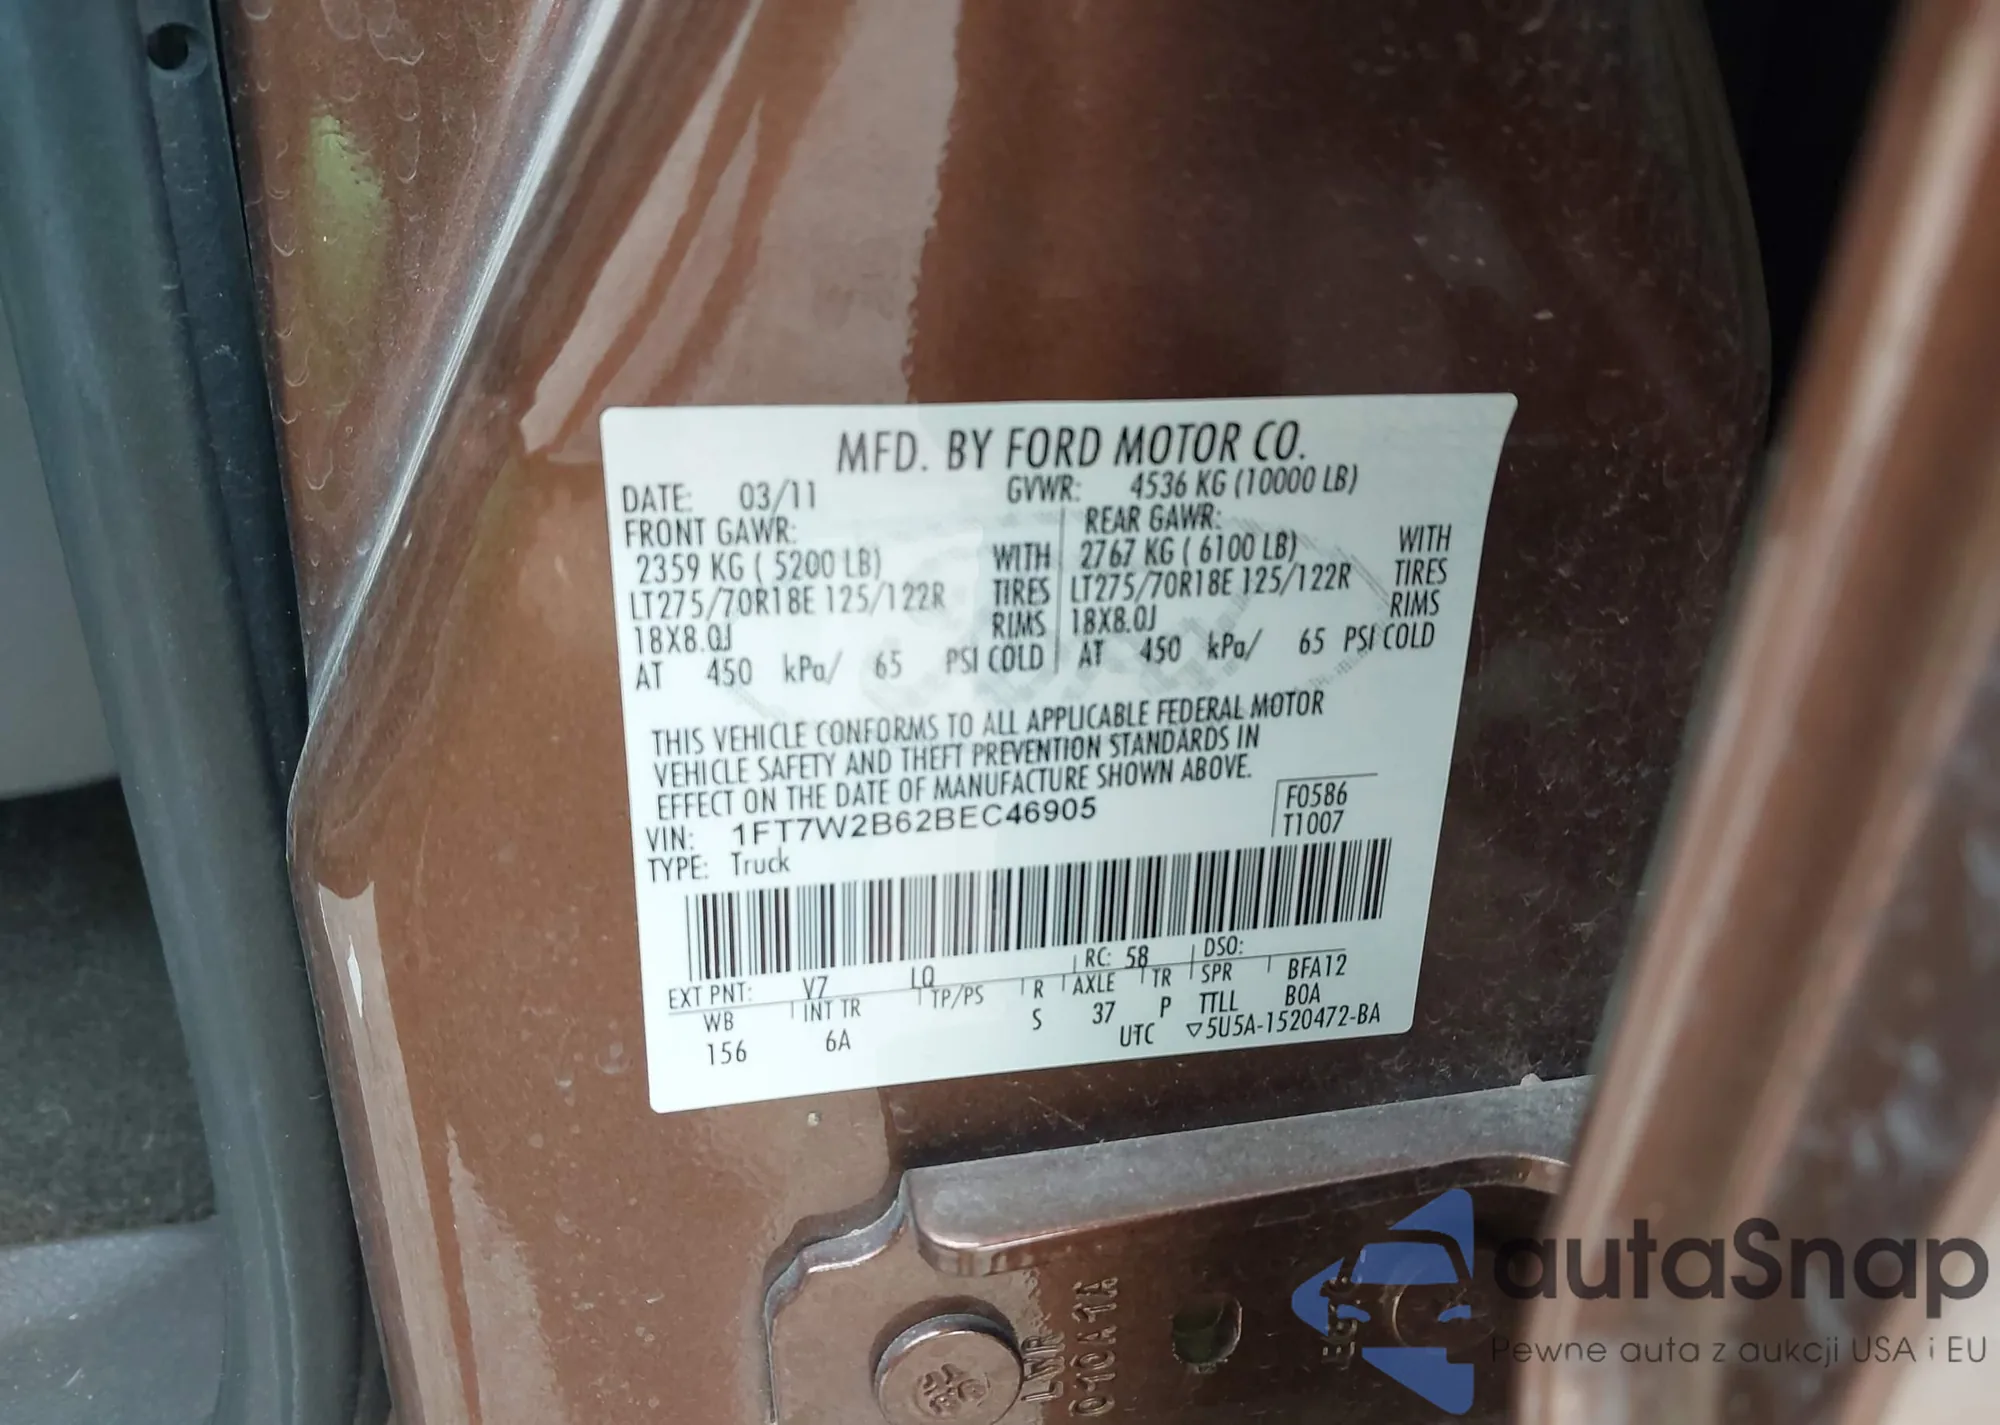 MFD. BY FORD MOTOR CO.
DATE: 03/11 GVWR: 4536 KG (10000 LB)
FRONT GAWR: REAR GAWR:
2359 KG ( 5200 LB) WITH 2767 KG ( 6100 LB) WITH
LT275/70R18E 125/122R TIRES LT275/70R18E 125/122R TIRES
18X8.0J RIMS 18X8.0J RIMS
AT 450 kPa/ 65 PSI COLD AT 450 kPa/ 65 PSI COLD
THIS VEHICLE CONFORMS TO ALL APPLICABLE FEDERAL MOTOR
VEHICLE SAFETY AND THEFT PREVENTION STANDARDS IN
EFFECT ON THE DATE OF MANUFACTURE SHOWN ABOVE.
VIN: 1FT7W2B62BEC46905 F0586
TYPE: Truck T1007
EXT PNT: V7 LQ RC: 58 DSO:
WB INT TR TP/PS R AXLE TR SPR BFA12
156 6A S 37 P TTLL BOA
UTC ▽5U5A-1520472-BA
010A1A
autaSnap
Pewne auta z aukcji USA i EU